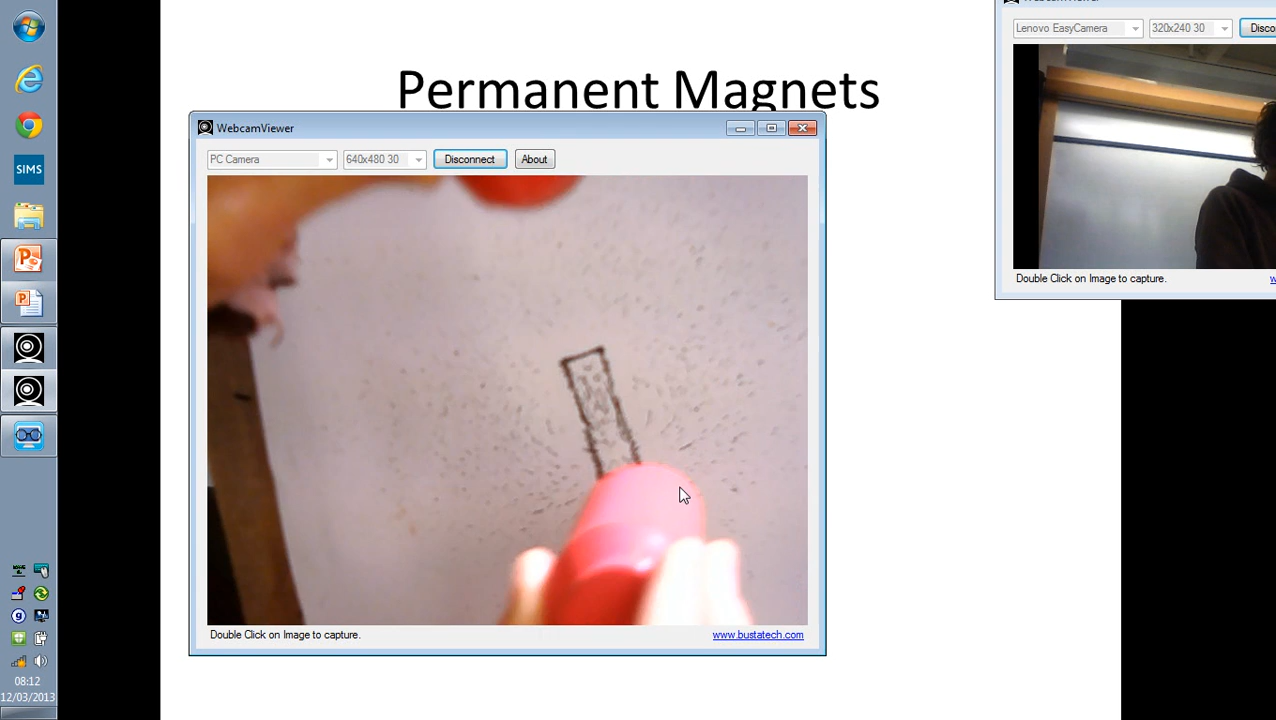 Permanent Magnets
WebcamViewer
PC Camera
640x480 30
Disconnect
About
Double Click on Image to capture.
www.bustatech.com
Lenovo EasyCamera
320x240 30
Disco
Double Click on Image to capture.
w
SIMS
08:12
12/03/2013